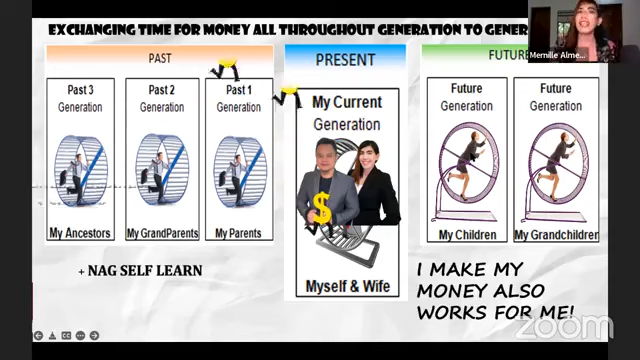 EXCHANGING TIME FOR MONEY ALL THROUGHOUT GENERATION TO
Mernille Alme...
PAST
PRESENT
Past 3
Generation
Past 2
Generation
Past 1
Generation
My Current
Generation
Future
Generation
Future
Generation
My Ancestors
My GrandParents
My Parents
$
Myself & Wife
My Children
My Grandchildren
+ NAG SELF LEARN
I MAKE MY
MONEY ALSO
WORKS FOR ME!
zoom